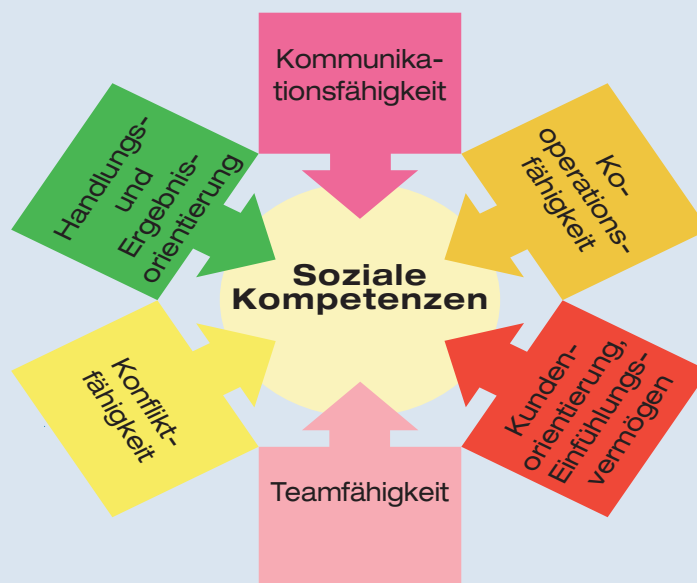 Kommunika-
tionsfähigkeit
Ko-
operations-
fähigkeit
Kunden-
orientierung,
Einfühlungs-
vermögen
Teamfähigkeit
Konflikt-
fähigkeit
Handlungs-
und
Ergebnis-
orientierung
Soziale
Kompetenzen